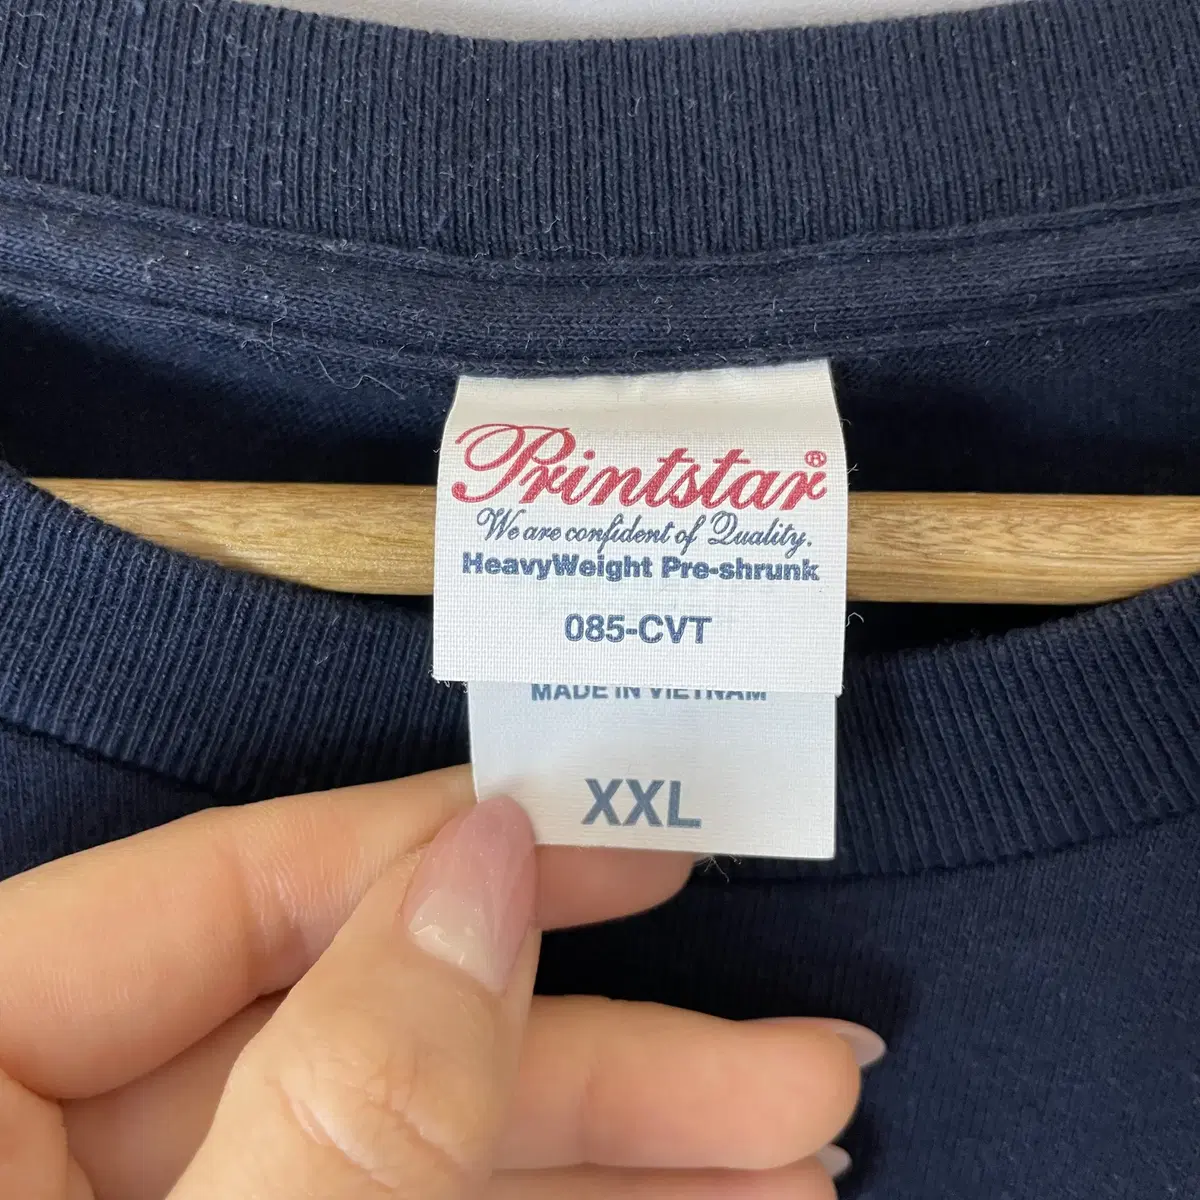 Printstar®
We are confident of Quality.
HeavyWeight Pre-shrunk
085-CVT
MADE IN VIETNAM
XXL